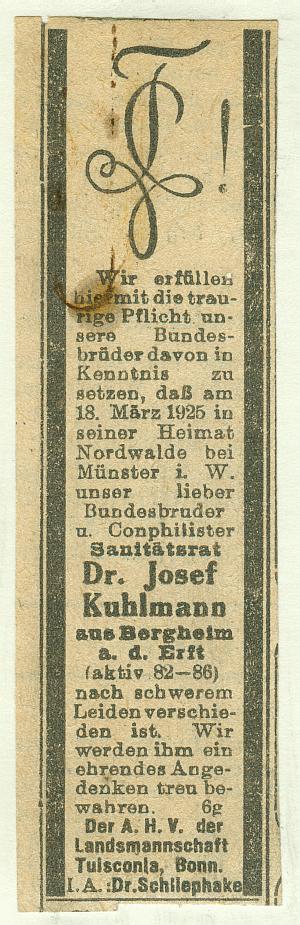 Wir erfüllen
hiermit die trau-
rige Pflicht un-
sere Bundes-
brüder davon in
Kenntnis zu
setzen, daß am
18. März 1925 in
seiner Heimat
Nordwalde bei
Münster i. W.
unser lieber
Bundesbruder
u. Conphilister
Sanitätsrat
Dr. Josef
Kuhlmann
aus Bergheim
a. d. Erft
(aktiv 82—86)
nach schwerem
Leiden verschie-
den ist. Wir
werden ihm ein
ehrendes Ange-
denken treu be-
wahren. 6g
Der A. H. V. der
Landsmannschaft
Tuisconia, Bonn.
I. A.: Dr. Schliephake